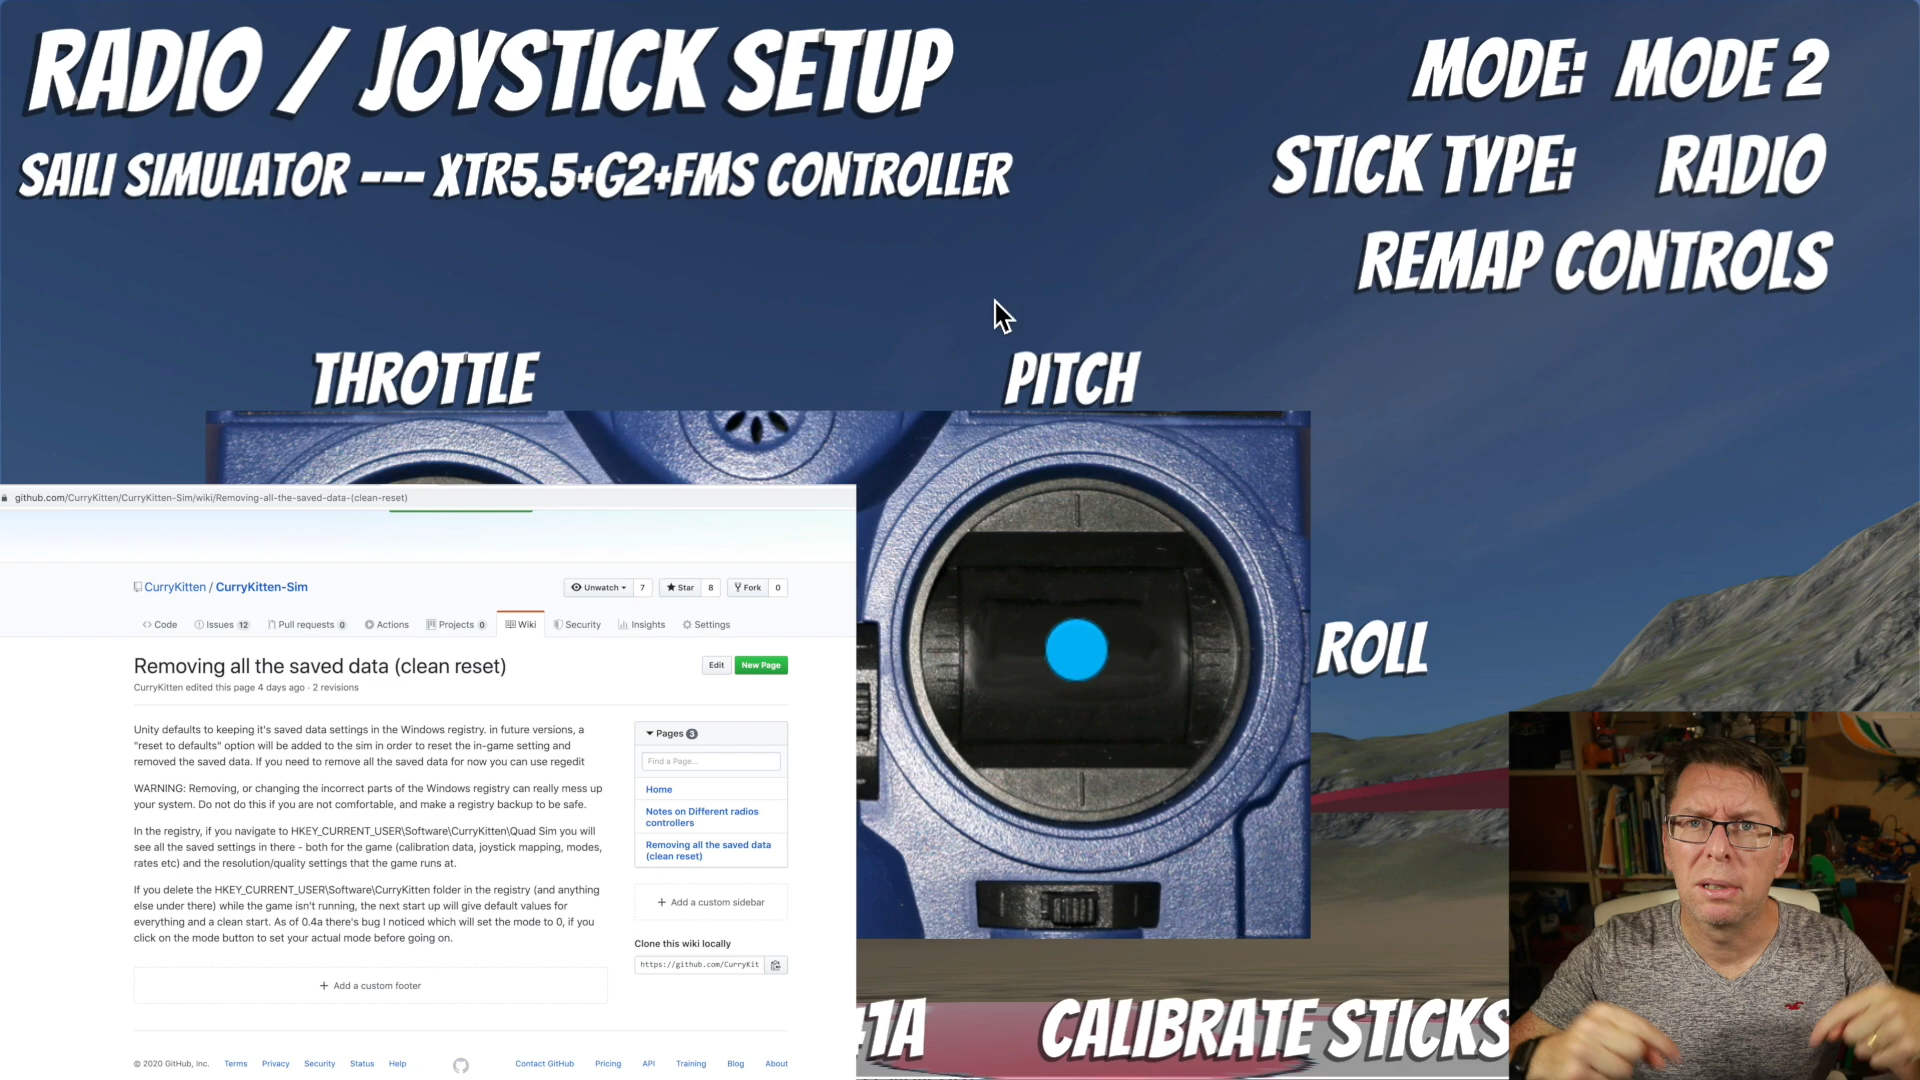 RADIO / JOYSTICK SETUP
SAILI SIMULATOR --- XTR5.5+G2+FMS CONTROLLER
MODE: MODE 2
STICK TYPE: RADIO
REMAP CONTROLS
THROTTLE
PITCH
ROLL
github.com/CurryKitten/CurryKitten-Sim/wiki/Removing-all-the-saved-data-(clean-reset)
CurryKitten / CurryKitten-Sim
Unwatch 7 Star 8 Fork 0
Code Issues 12 Pull requests 0 Actions Projects 0 Wiki Security Insights Settings
Removing all the saved data (clean reset)
Edit New Page
CurryKitten edited this page 4 days ago · 2 revisions
Unity defaults to keeping it's saved data settings in the Windows registry. in future versions, a
"reset to defaults" option will be added to the sim in order to reset the in-game setting and
removed the saved data. If you need to remove all the saved data for now you can use regedit
WARNING: Removing, or changing the incorrect parts of the Windows registry can really mess up
your system. Do not do this if you are not comfortable, and make a registry backup to be safe.
In the registry, if you navigate to HKEY_CURRENT_USER\Software\CurryKitten\Quad Sim you will
see all the saved settings in there - both for the game (calibration data, joystick mapping, modes,
rates etc) and the resolution/quality settings that the game runs at.
If you delete the HKEY_CURRENT_USER\Software\CurryKitten folder in the registry (and anything
else under there) while the game isn't running, the next start up will give default values for
everything and a clean start. As of 0.4a there's bug I noticed which will set the mode to 0, if you
click on the mode button to set your actual mode before going on.
+ Add a custom footer
Pages 3
Find a Page...
Home
Notes on Different radios
controllers
Removing all the saved data
(clean reset)
+ Add a custom sidebar
Clone this wiki locally
https://github.com/CurryKit
© 2020 GitHub, Inc. Terms Privacy Security Status Help Contact GitHub Pricing API Training Blog About
41A
CALIBRATE STICKS